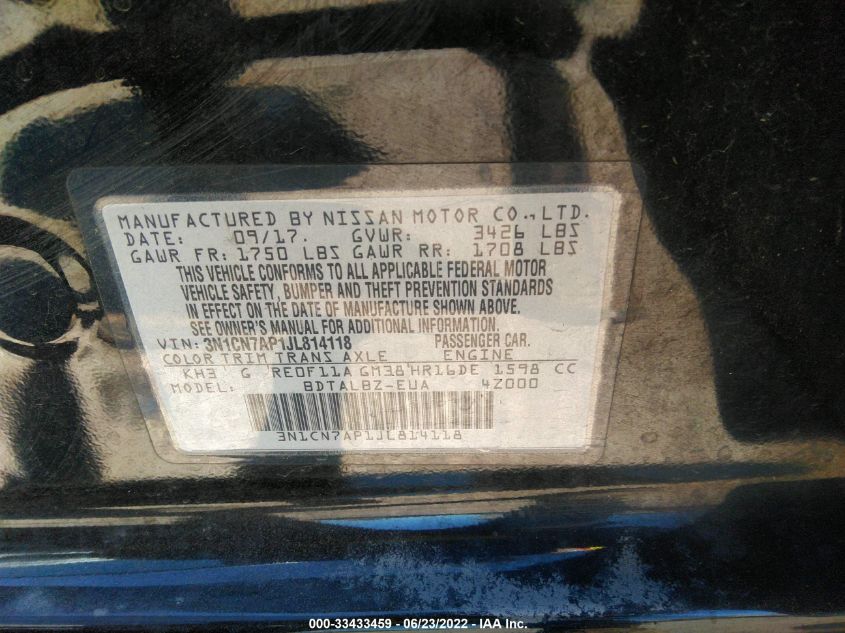 MANUFACTURED BY NISSAN MOTOR CO.,LTD.
DATE: 09/17. GVWR: 3426 LBS
GAWR FR: 1750 LBS GAWR RR: 1708 LBS
THIS VEHICLE CONFORMS TO ALL APPLICABLE FEDERAL MOTOR
VEHICLE SAFETY, BUMPER AND THEFT PREVENTION STANDARDS
IN EFFECT ON THE DATE OF MANUFACTURE SHOWN ABOVE.
SEE OWNER'S MANUAL FOR ADDITIONAL INFORMATION
VIN: 3N1CN7AP1JL814118 PASSENGER CAR.
COLOR TRIM TRANS AXLE ENGINE
KH3 G RE0F11A GM38 HR16DE 1598 CC
MODEL: BDTALBZ-EUA 4Z000
3N1CN7AP1JL814118
000-33433459 - 06/23/2022 - IAA Inc.